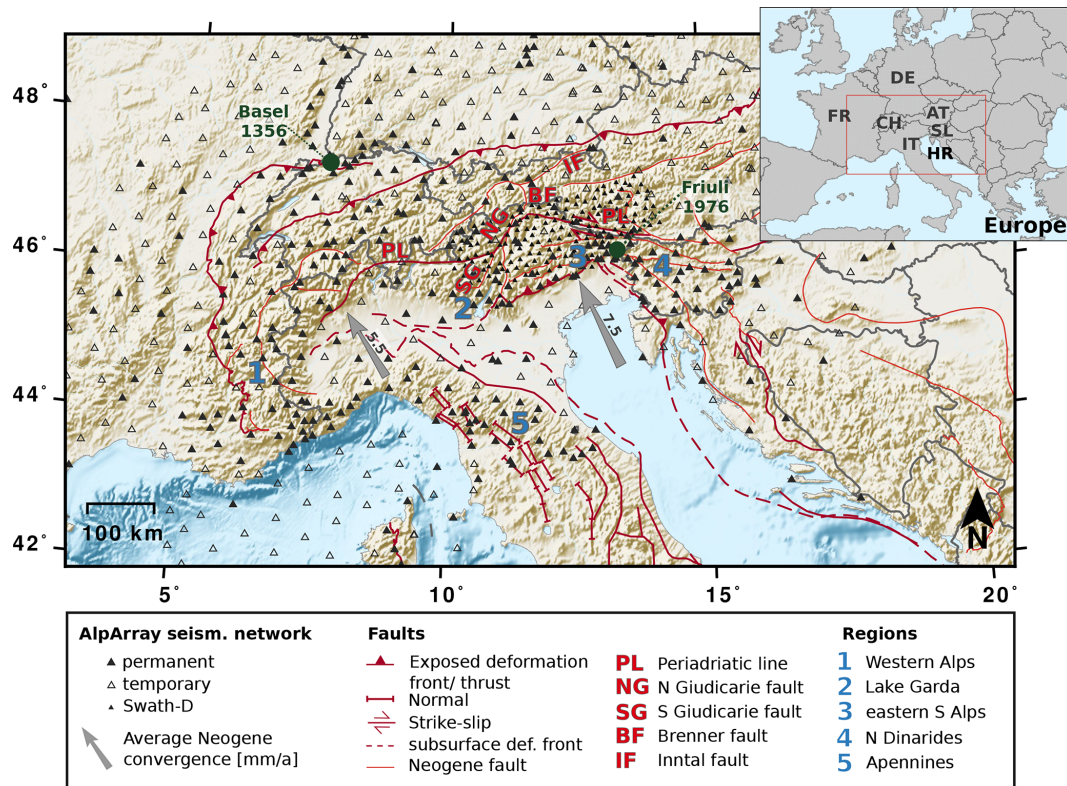 48°
46°
44°
42°
5°
10°
15°
20°
Basel
1356
Friuli
1976
IF
BF
NG
PL
PL
SG
1
2
3
4
5
5.5
7.5
100 km
N
DE
FR
CH
AT
SL
IT
HR
Europe
AlpArray seism. network
permanent
temporary
Swath-D
Average Neogene
convergence [mm/a]
Faults
Exposed deformation
front/ thrust
Normal
Strike-slip
subsurface def. front
Neogene fault
PL Periadriatic line
NG N Giudicarie fault
SG S Giudicarie fault
BF Brenner fault
IF Inntal fault
Regions
1 Western Alps
2 Lake Garda
3 eastern S Alps
4 N Dinarides
5 Apennines